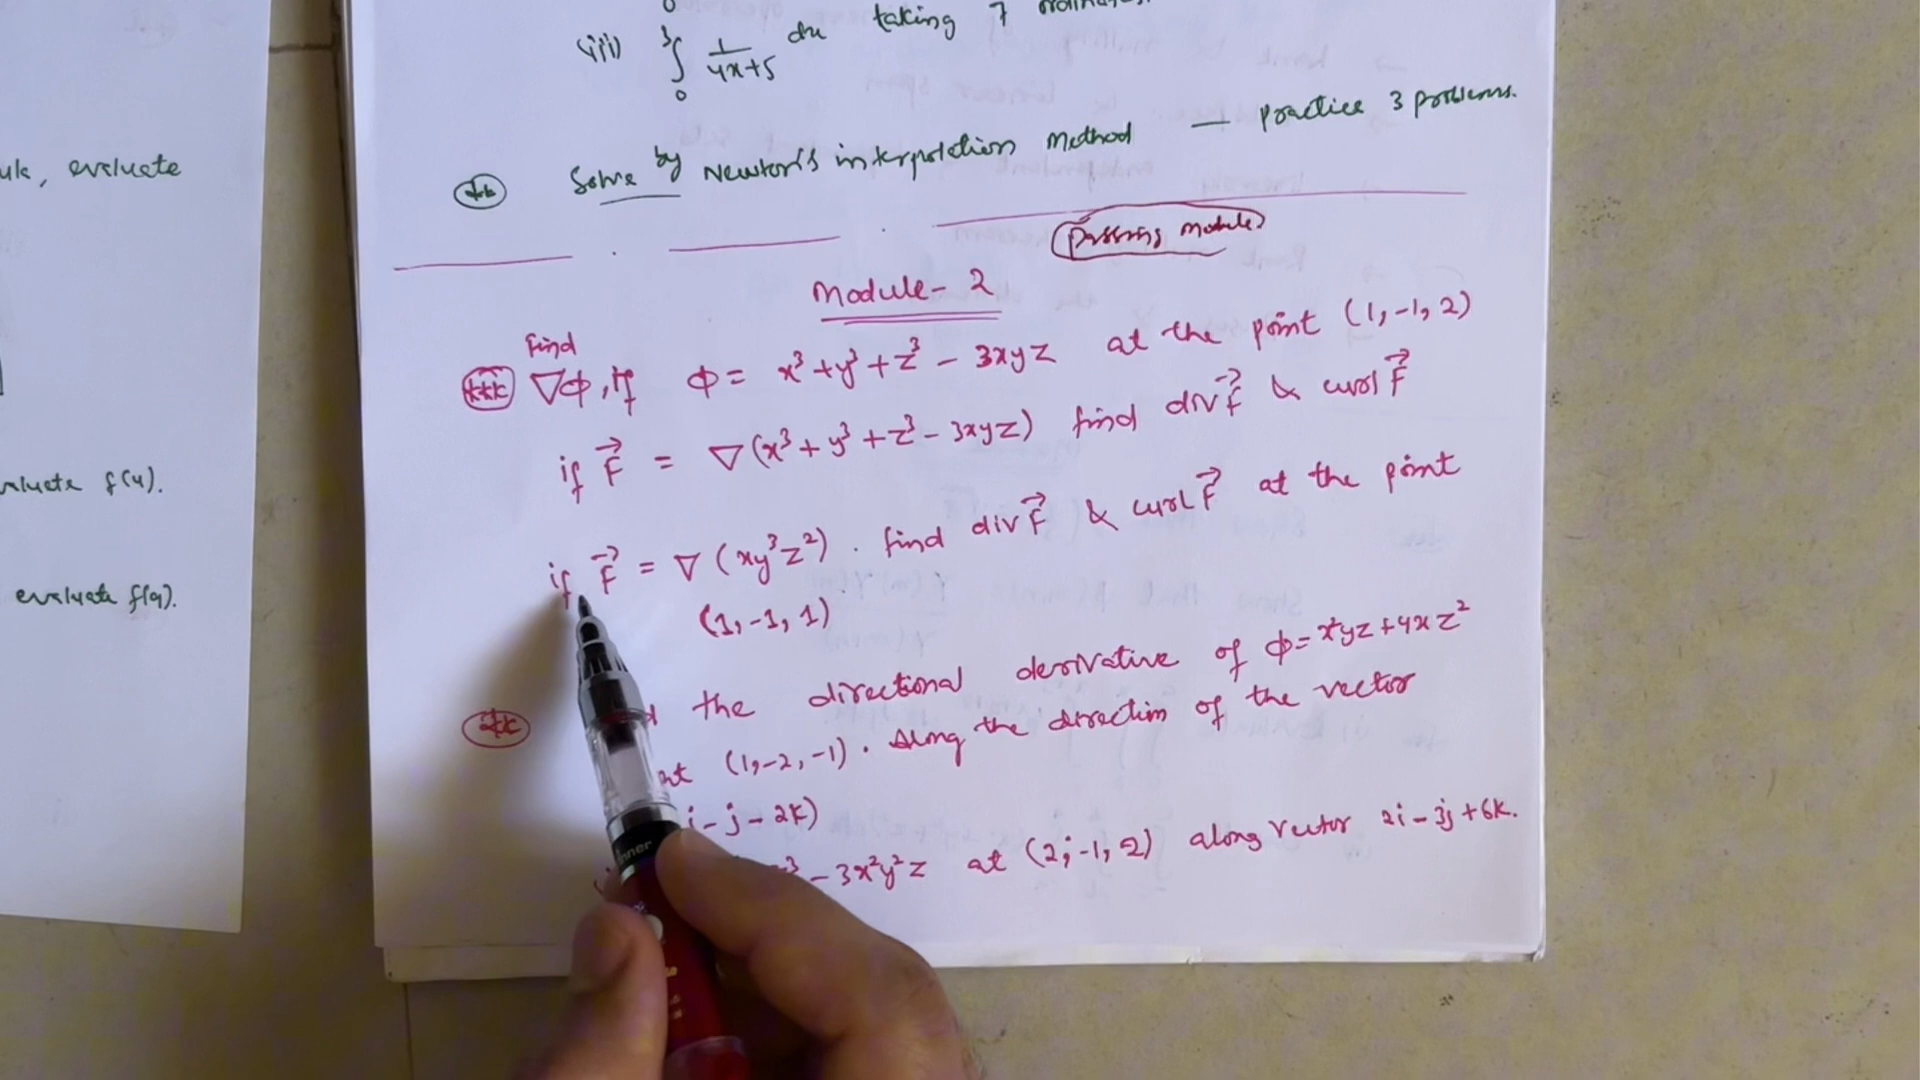 evaluate
evaluate f(4).
evaluate f(9).
(iii) ∫₀³ 1/4x+5 dx taking 7 ordinates.
** Solve by Newton's interpolation Method — practice 3 problems.
Passing module
Module - 2
*** Find ∇φ, if φ = x³ + y³ + z³ - 3xyz at the point (1, -1, 2)
if F⃗ = ∇(x³ + y³ + z³ - 3xyz) find div F⃗ & curl F⃗
if F⃗ = ∇(xy³z²). find div F⃗ & curl F⃗ at the point
(1, -1, 1)
** the directional derivative of φ = x²yz + 4xz²
at (1, -2, -1). Along the direction of the vector
i - j - 2k)
- 3x²y²z at (2, -1, 2) along vector 2i - 3j + 6k.